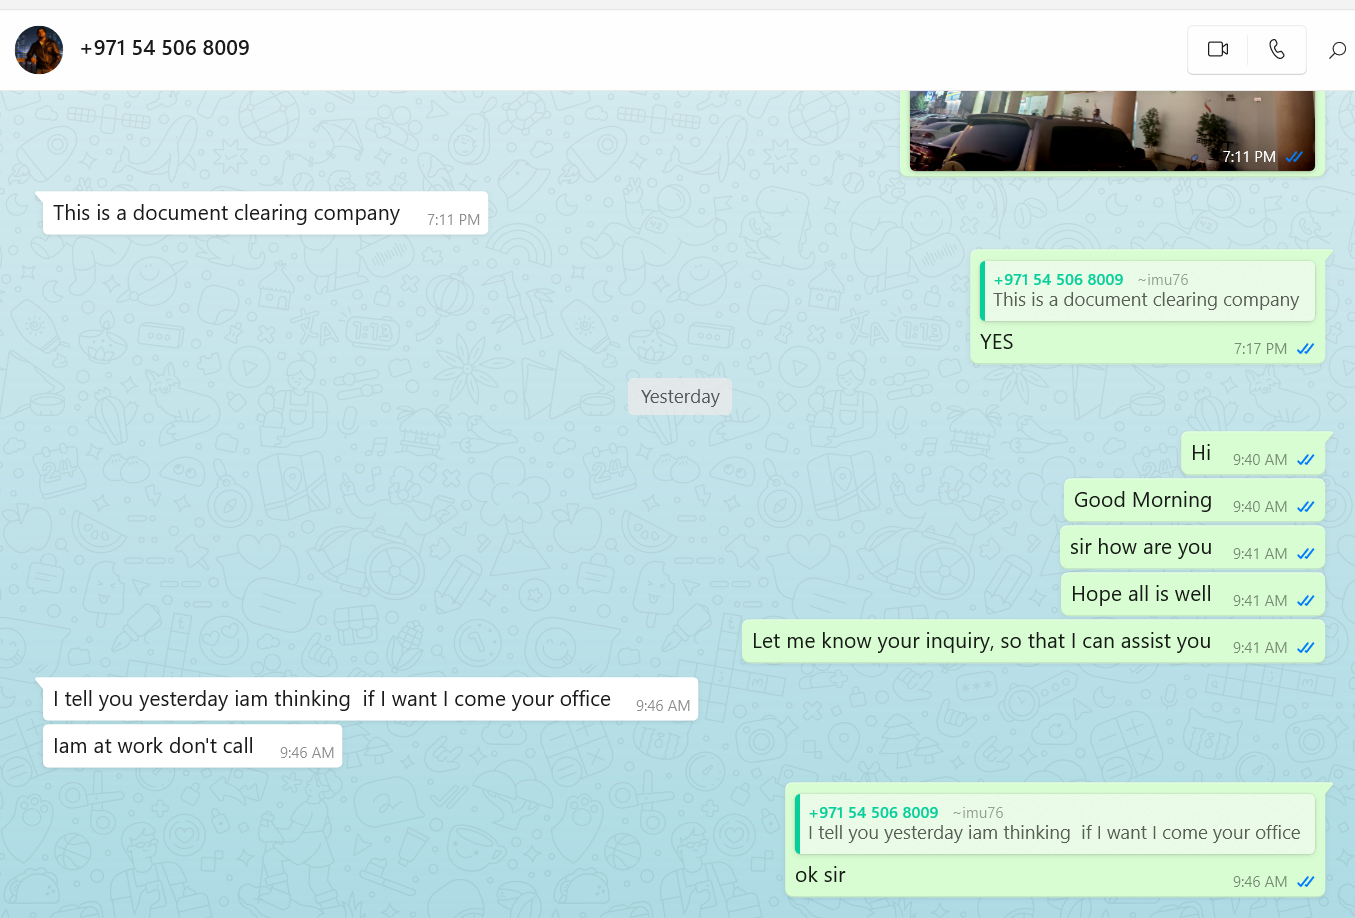 +971 54 506 8009
7:11 PM
This is a document clearing company 7:11 PM
+971 54 506 8009 ~imu76
This is a document clearing company
YES 7:17 PM
Yesterday
Hi 9:40 AM
Good Morning 9:40 AM
sir how are you 9:41 AM
Hope all is well 9:41 AM
Let me know your inquiry, so that I can assist you 9:41 AM
I tell you yesterday iam thinking  if I want I come your office 9:46 AM
Iam at work don't call 9:46 AM
+971 54 506 8009 ~imu76
I tell you yesterday iam thinking  if I want I come your office
ok sir 9:46 AM